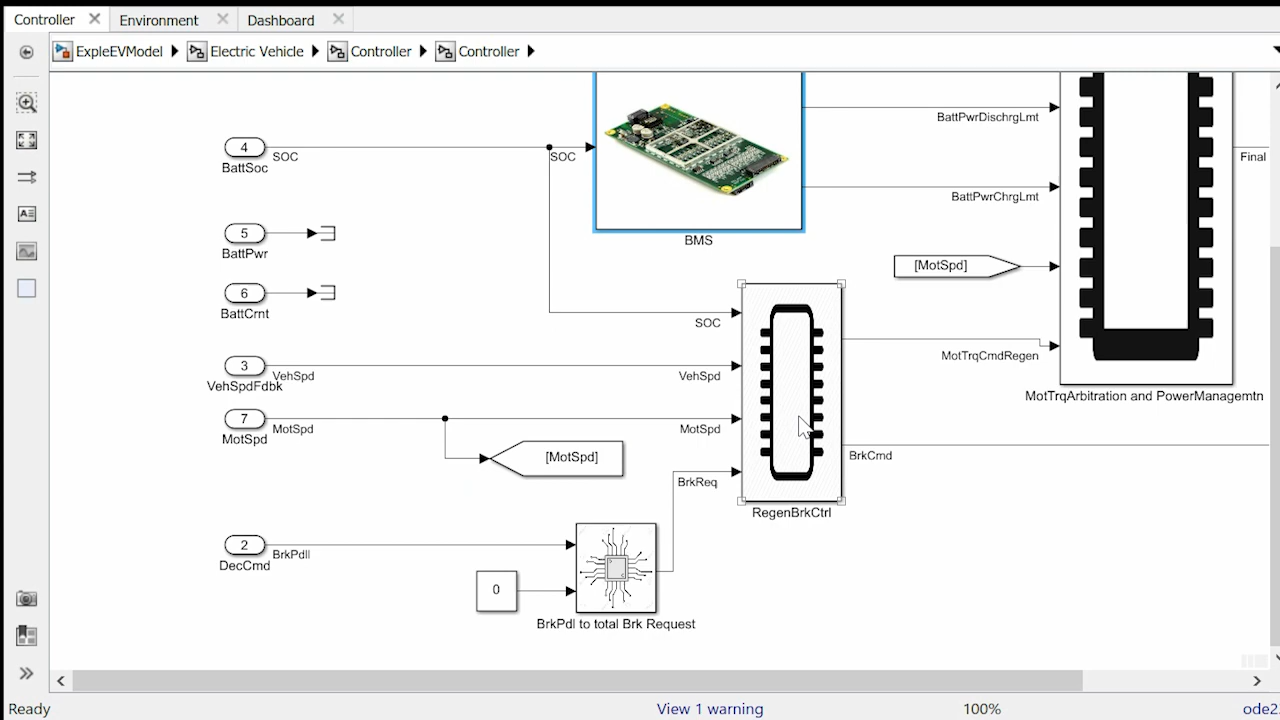 Controller
Environment
Dashboard
ExpleEVModel
Electric Vehicle
Controller
Controller
4
SOC
BattSoc
SOC
BattPwrDischrgLmt
Final
BattPwrChrgLmt
BMS
5
BattPwr
[MotSpd]
6
BattCrnt
SOC
MotTrqCmdRegen
3
VehSpd
VehSpdFdbk
VehSpd
MotTrqArbitration and PowerManagemtn
7
MotSpd
MotSpd
MotSpd
[MotSpd]
BrkCmd
BrkReq
RegenBrkCtrl
2
BrkPdll
DecCmd
0
BrkPdl to total Brk Request
Ready
View 1 warning
100%
ode2